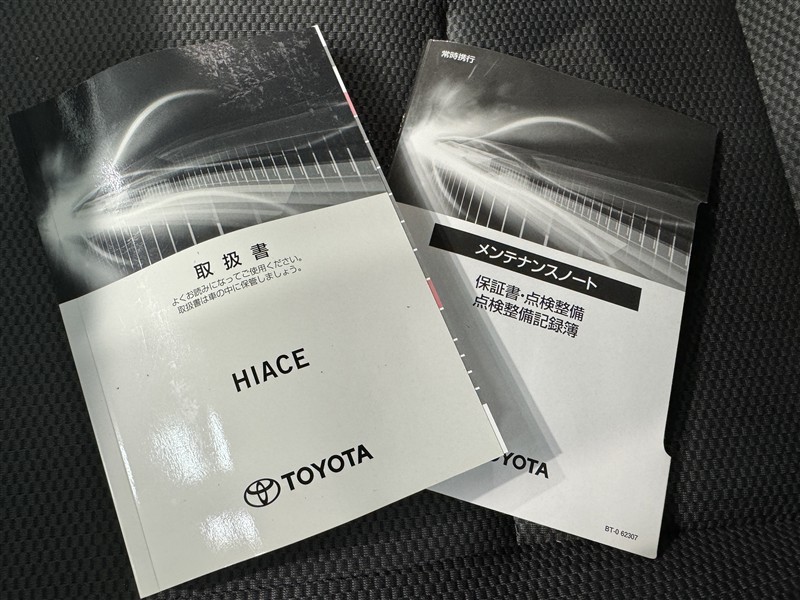 取扱書
よくお読みになってご使用ください。
取扱書は車の中に保管しましょう。
HIACE
TOYOTA
常時携行
メンテナンスノート
保証書・点検整備
点検整備記録簿
YOTA
BT-0 62307